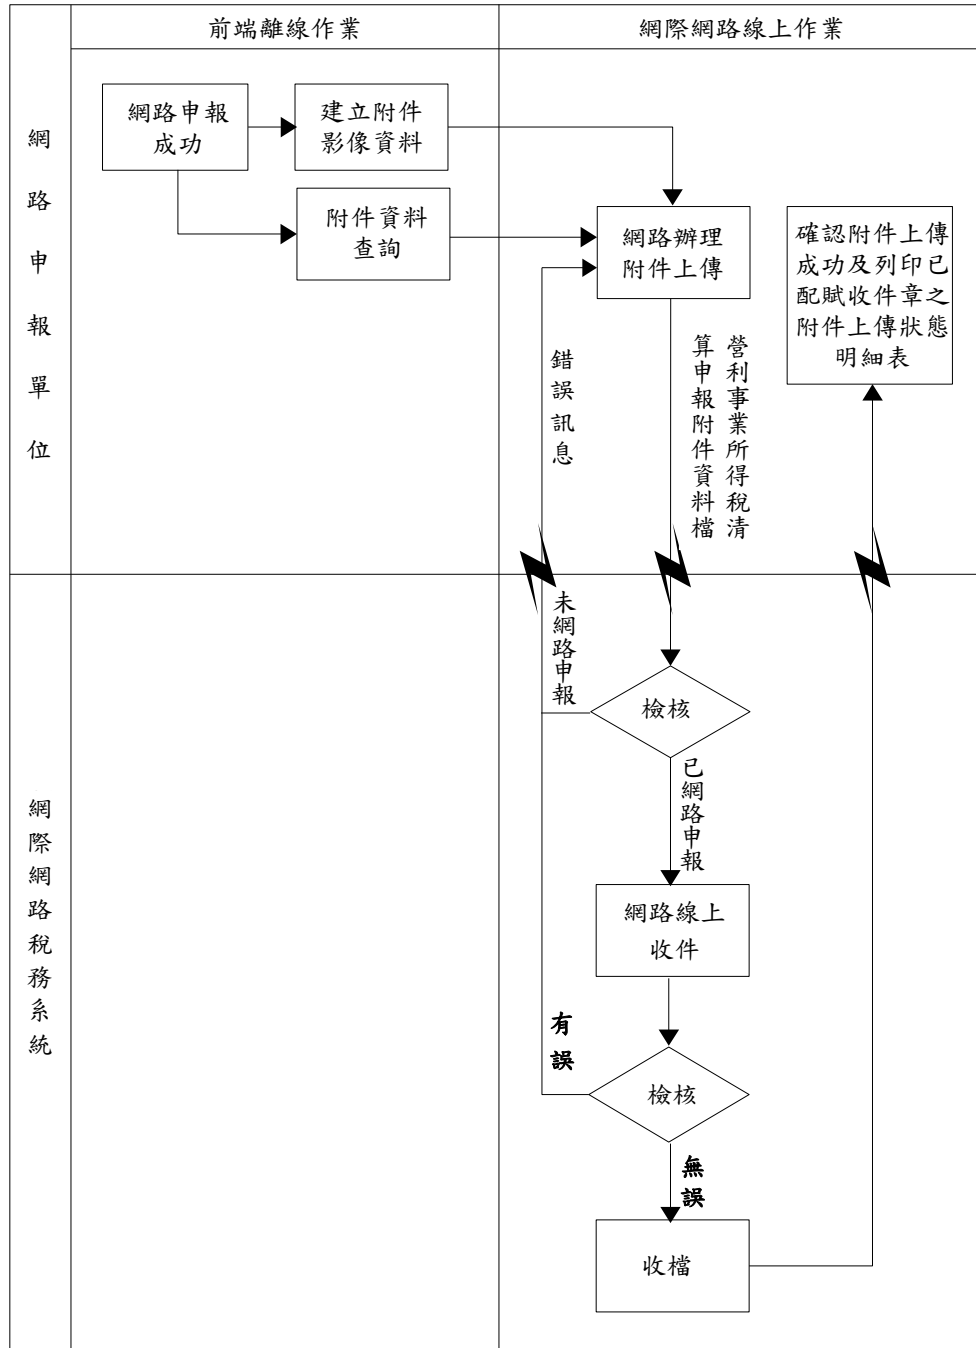 前端離線作業
網際網路線上作業
網路申報單位
網路申報
成功
建立附件
影像資料
附件資料
查詢
網路辦理
附件上傳
確認附件上傳
成功及列印已
配賦收件章之
附件上傳狀態
明細表
錯誤訊息
營利事業所得稅清
算申報附件資料檔
網際網路稅務系統
未網路申報
檢核
已網路申報
網路線上
收件
有誤
檢核
無誤
收檔